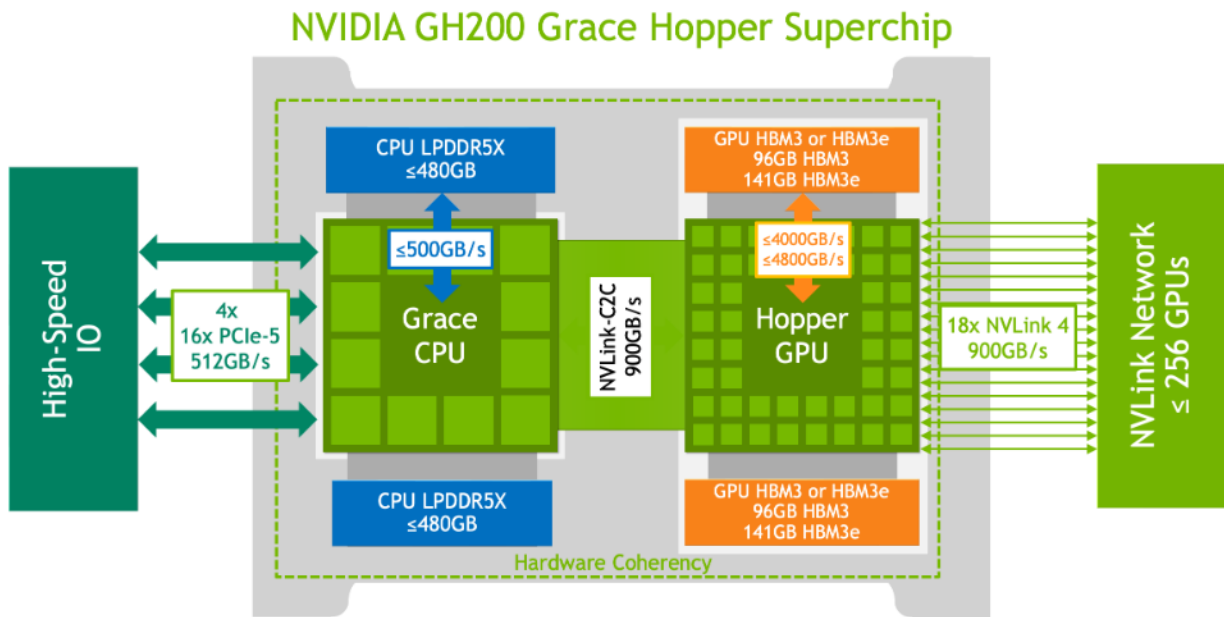 NVIDIA GH200 Grace Hopper Superchip
CPU LPDDR5X
≤480GB
GPU HBM3 or HBM3e
96GB HBM3
141GB HBM3e
High-Speed
IO
4x
16x PCIe-5
512GB/s
≤500GB/s
Grace
CPU
NVLink-C2C
900GB/s
≤4000GB/s
≤4800GB/s
Hopper
GPU
18x NVLink 4
900GB/s
NVLink Network
≤ 256 GPUs
CPU LPDDR5X
≤480GB
GPU HBM3 or HBM3e
96GB HBM3
141GB HBM3e
Hardware Coherency